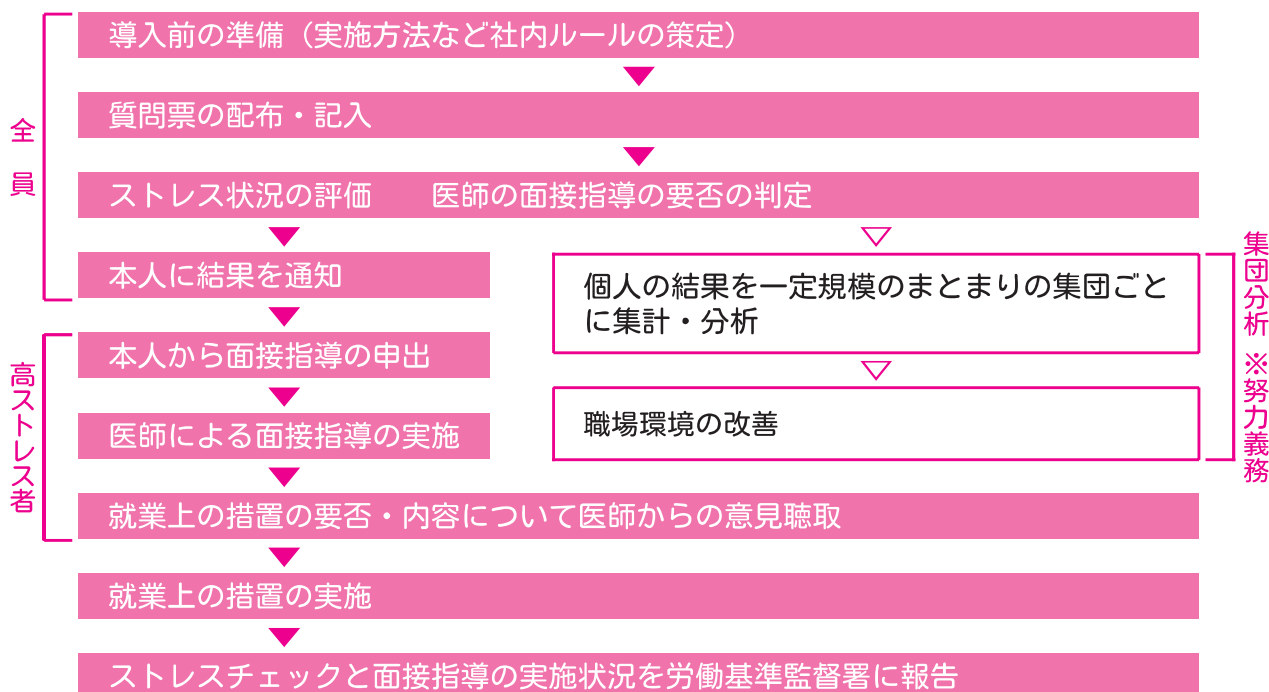 導入前の準備（実施方法など社内ルールの策定）
質問票の配布・記入
全員
ストレス状況の評価　　医師の面接指導の要否の判定
本人に結果を通知
個人の結果を一定規模のまとまりの集団ごと
に集計・分析
集団分析 ※努力義務
本人から面接指導の申出
高ストレス者
医師による面接指導の実施
職場環境の改善
就業上の措置の要否・内容について医師からの意見聴取
就業上の措置の実施
ストレスチェックと面接指導の実施状況を労働基準監督署に報告